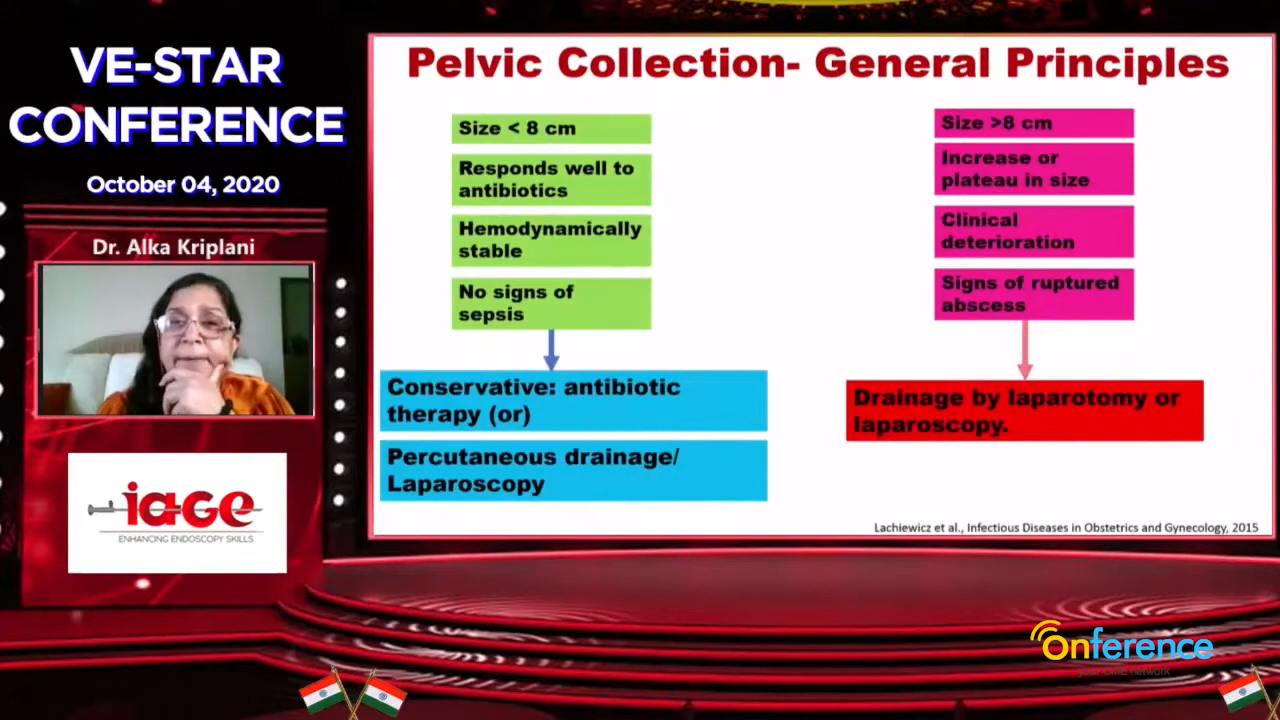 VE-STAR
CONFERENCE
October 04, 2020
Dr. Alka Kriplani
iage
ENHANCING ENDOSCOPY SKILLS
Pelvic Collection- General Principles
Size < 8 cm
Responds well to
antibiotics
Hemodynamically
stable
No signs of
sepsis
Conservative: antibiotic
therapy (or)
Percutaneous drainage/
Laparoscopy
Size >8 cm
Increase or
plateau in size
Clinical
deterioration
Signs of ruptured
abscess
Drainage by laparotomy or
laparoscopy.
Lachiewicz et al., Infectious Diseases in Obstetrics and Gynecology, 2015
Onference
your CME network